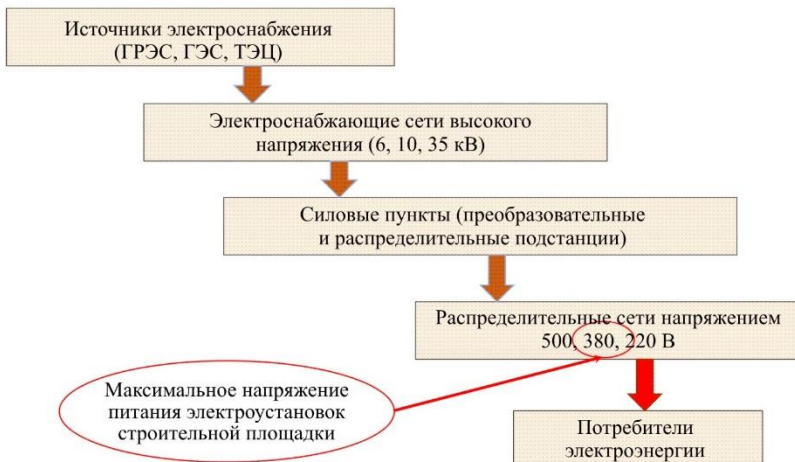 Источники электроснабжения
(ГРЭС, ГЭС, ТЭЦ)
Электроснабжающие сети высокого
напряжения (6, 10, 35 кВ)
Силовые пункты (преобразовательные
и распределительные подстанции)
Распределительные сети напряжением
500, 380, 220 В
Максимальное напряжение
питания электроустановок
строительной площадки
Потребители
электроэнергии